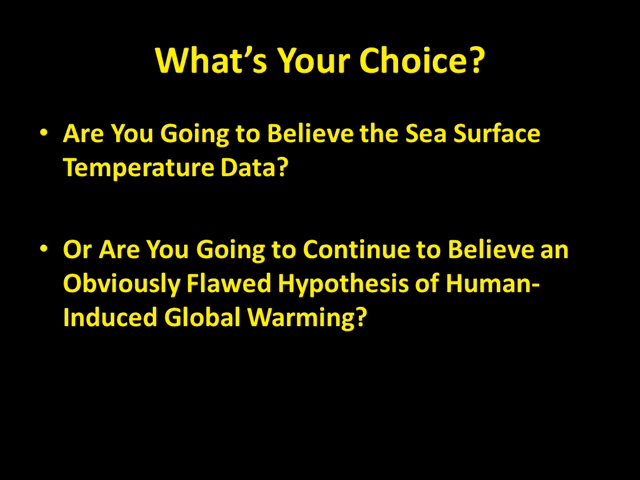 What’s Your Choice?
• Are You Going to Believe the Sea Surface
Temperature Data?
• Or Are You Going to Continue to Believe an
Obviously Flawed Hypothesis of Human-
Induced Global Warming?